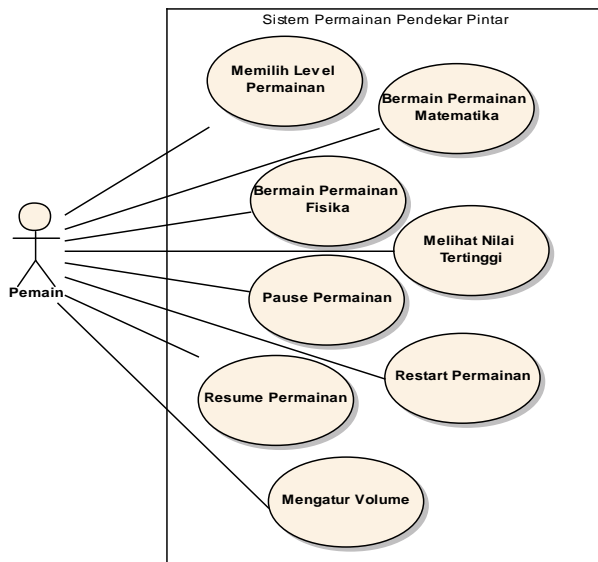 Sistem Permainan Pendekar Pintar
Memilih Level
Permainan
Bermain Permainan
Matematika
Bermain Permainan
Fisika
Melihat Nilai
Tertinggi
Pemain
Pause Permainan
Restart Permainan
Resume Permainan
Mengatur Volume